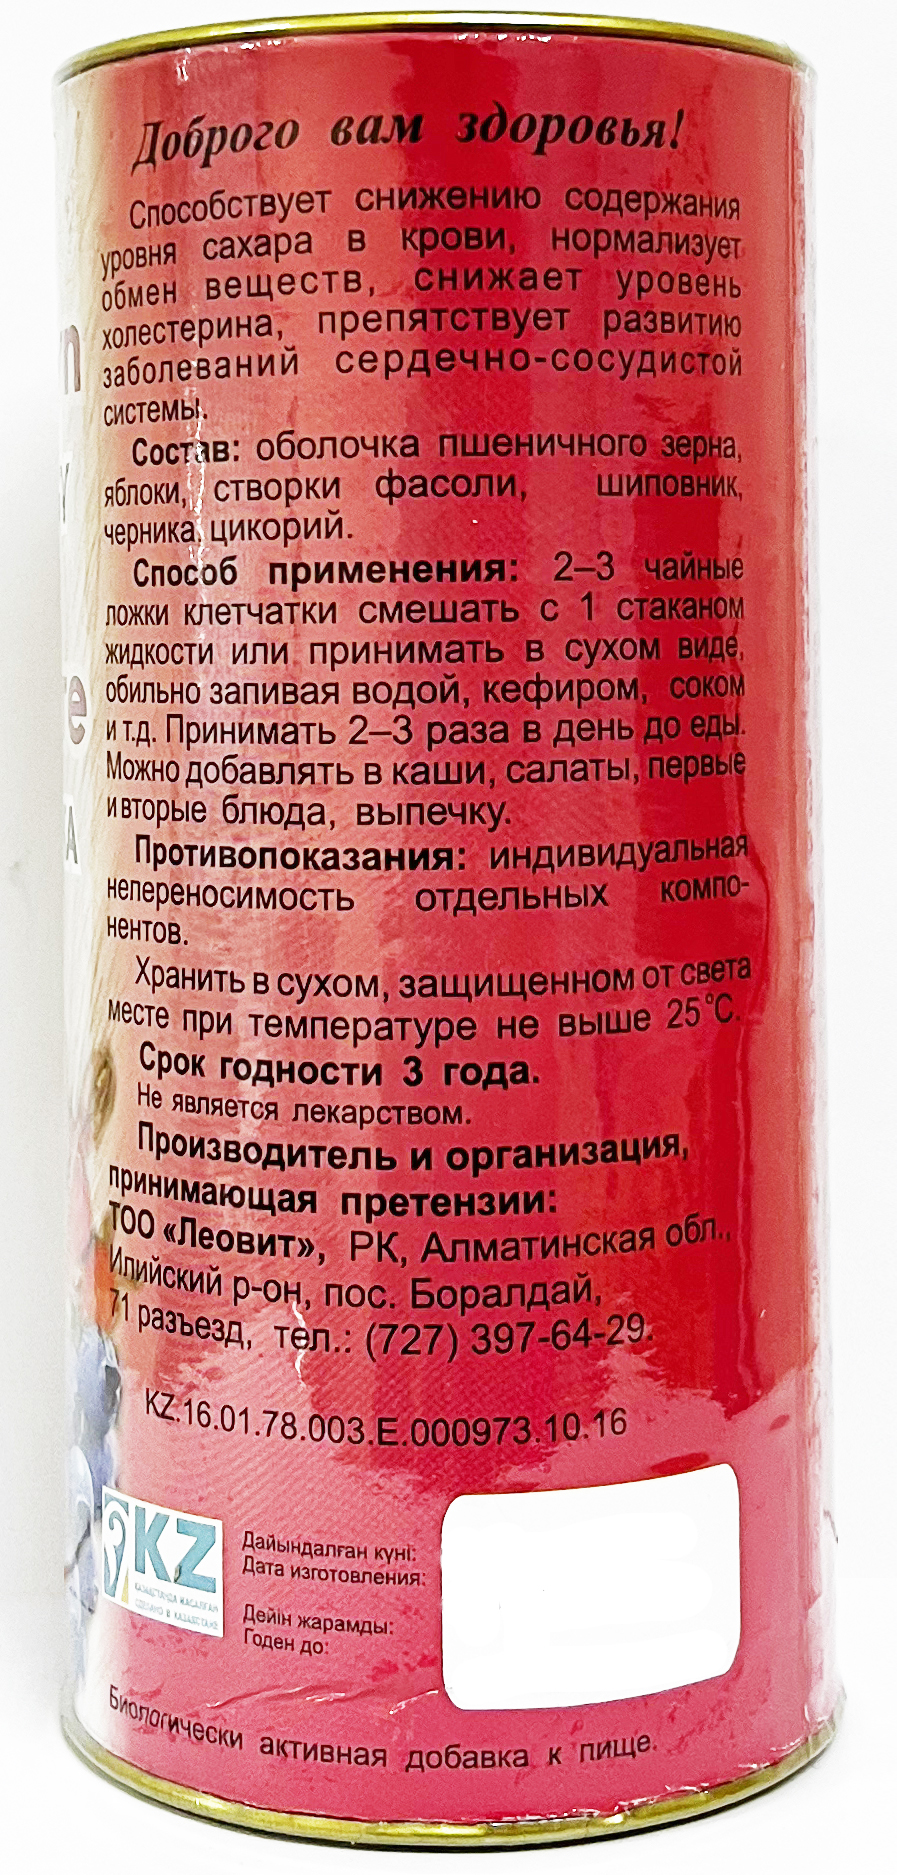 Доброго вам здоровья!
Способствует снижению содержания
уровня сахара в крови, нормализует
обмен веществ, снижает уровень
холестерина, препятствует развитию
заболеваний сердечно-сосудистой
системы.
Состав: оболочка пшеничного зерна,
яблоки, створки фасоли, шиповник,
черника, цикорий.
Способ применения: 2–3 чайные
ложки клетчатки смешать с 1 стаканом
жидкости или принимать в сухом виде,
обильно запивая водой, кефиром, соком
и т.д. Принимать 2–3 раза в день до еды.
Можно добавлять в каши, салаты, первые
и вторые блюда, выпечку.
Противопоказания: индивидуальная
непереносимость отдельных компо-
нентов.
Хранить в сухом, защищенном от света
месте при температуре не выше 25°С.
Срок годности 3 года.
Не является лекарством.
Производитель и организация,
принимающая претензии:
ТОО «Леовит», РК, Алматинская обл.,
Илийский р-он, пос. Боралдай,
71 разъезд, тел.: (727) 397-64-29.
KZ.16.01.78.003.E.000973.10.16
KZ
ҚАЗАҚСТАНДА ЖАСАЛҒАН
СДЕЛАНО В КАЗАХСТАНЕ
Дайындалған күні:
Дата изготовления:
Дейін жарамды:
Годен до:
Биологически активная добавка к пище.